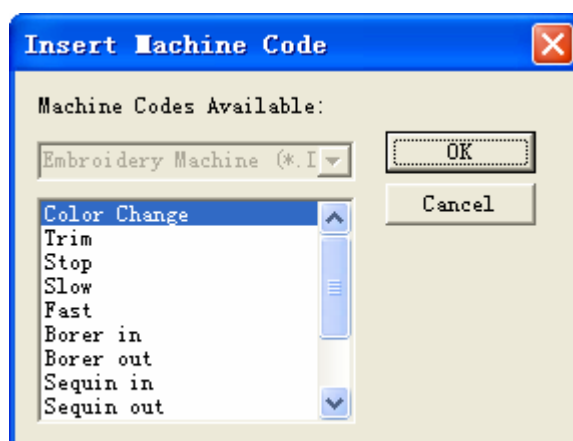 Insert Machine Code
Machine Codes Available:
Embroidery Machine (*.I
OK
Cancel
Color Change
Trim
Stop
Slow
Fast
Borer in
Borer out
Sequin in
Sequin out